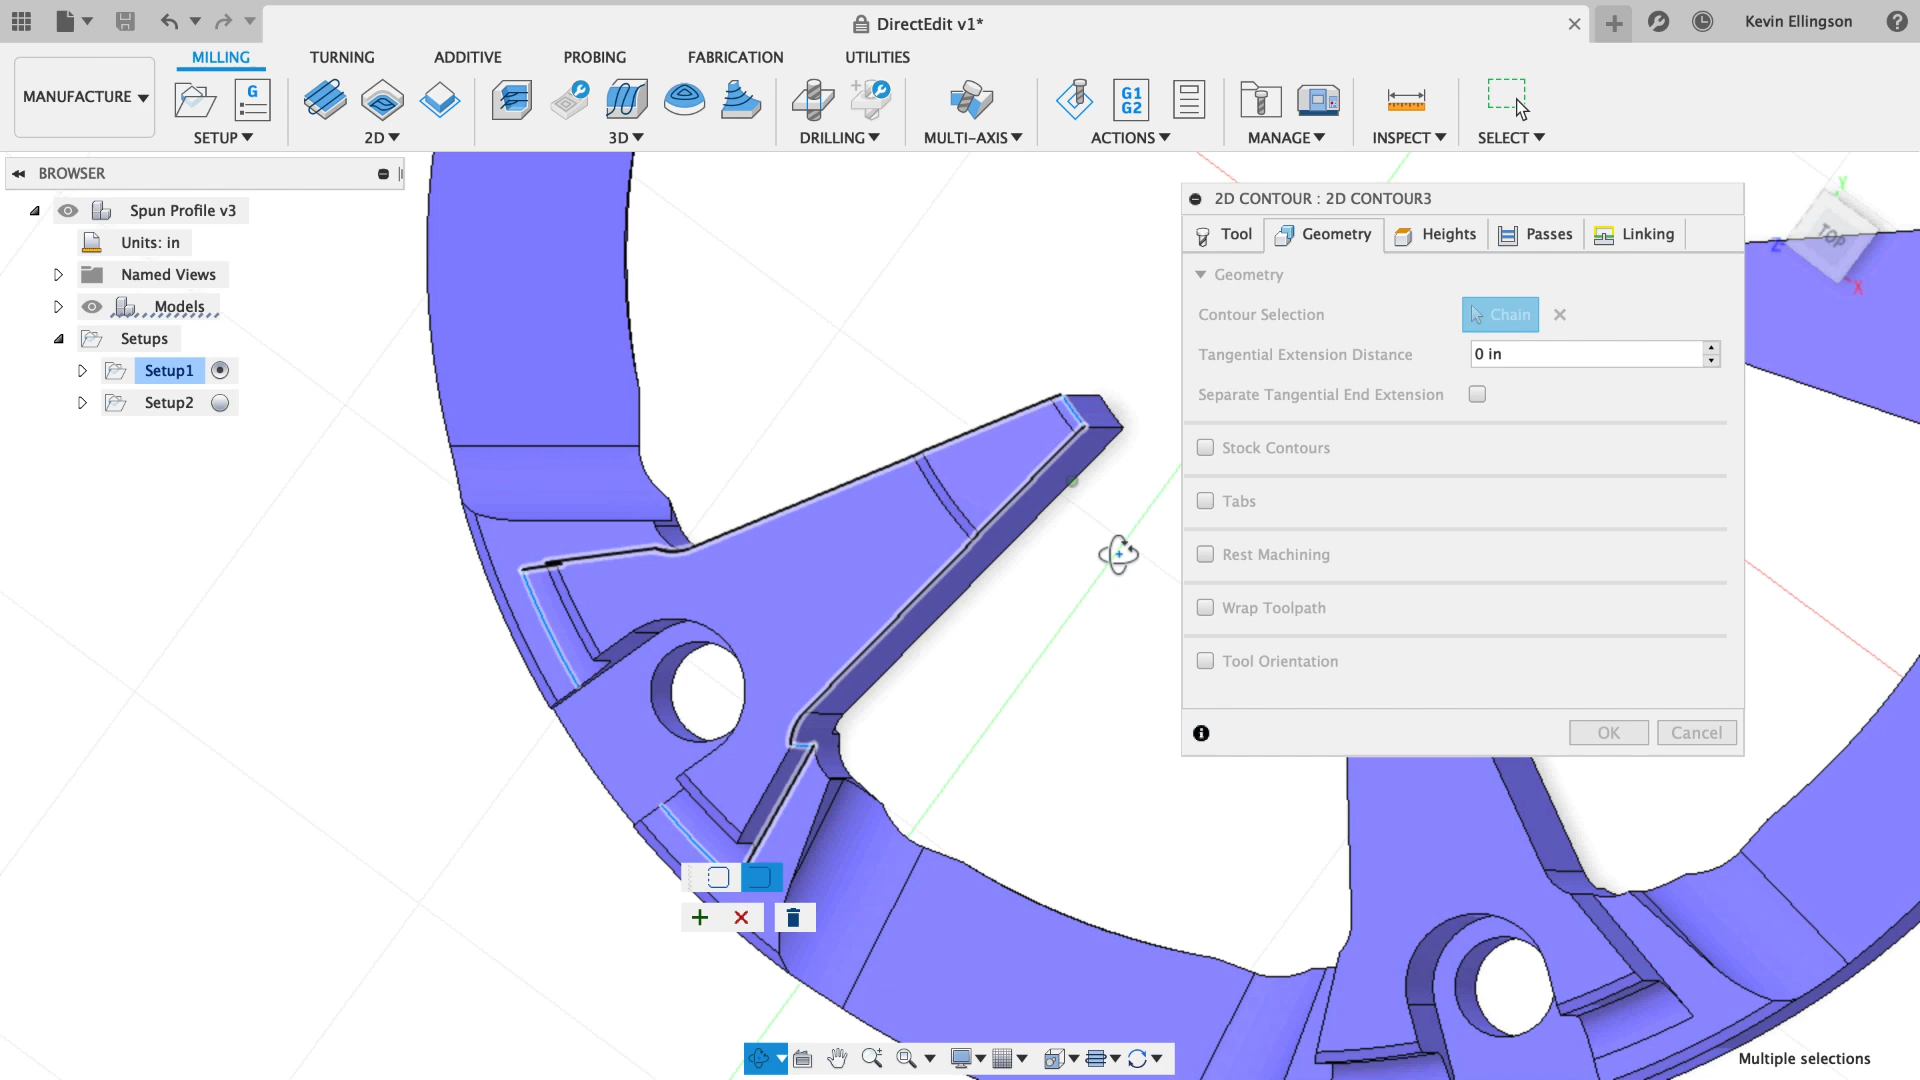 DirectEdit v1*
Kevin Ellingson
MANUFACTURE
MILLING
TURNING
ADDITIVE
PROBING
FABRICATION
UTILITIES
G
G1
G2
SETUP
2D
3D
DRILLING
MULTI-AXIS
ACTIONS
MANAGE
INSPECT
SELECT
BROWSER
Spun Profile v3
Units: in
Named Views
Models
Setups
Setup1
Setup2
2D CONTOUR : 2D CONTOUR3
Tool
Geometry
Heights
Passes
Linking
Geometry
Contour Selection
Chain
Tangential Extension Distance
0 in
Separate Tangential End Extension
Stock Contours
Tabs
Rest Machining
Wrap Toolpath
Tool Orientation
OK
Cancel
Y
TOP
Z
X
Multiple selections